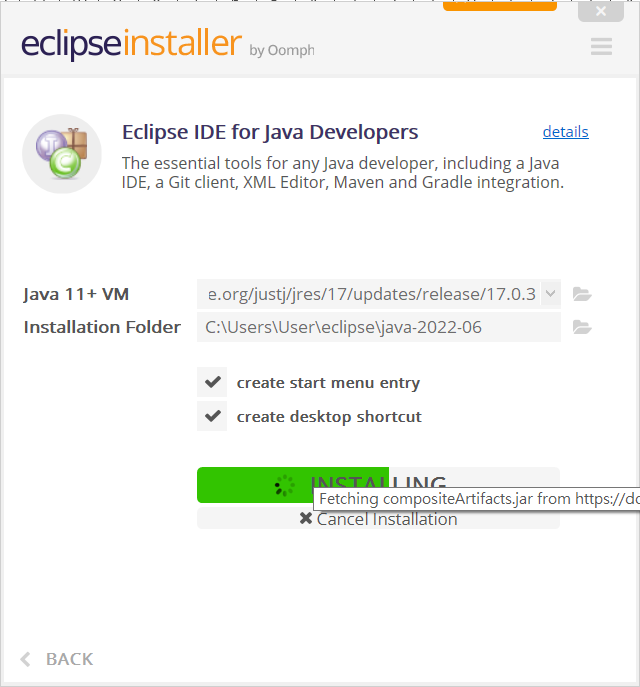 eclipseinstaller by Oomph
Eclipse IDE for Java Developers details
The essential tools for any Java developer, including a Java
IDE, a Git client, XML Editor, Maven and Gradle integration.
Java 11+ VM e.org/justj/jres/17/updates/release/17.0.3
Installation Folder C:\Users\User\eclipse\java-2022-06
create start menu entry
create desktop shortcut
INSTALLING
Fetching compositeArtifacts.jar from https://do
Cancel Installation
BACK